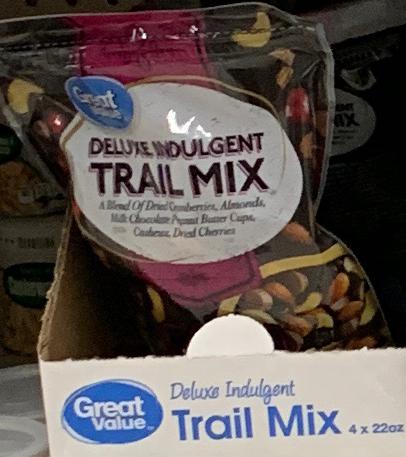 Great
Value
DELUXE INDULGENT
TRAIL MIX
A Blend Of Dried Cranberries, Almonds,
Milk Chocolate Peanut Butter Cups,
Cashews, Dried Cherries
Great
Value
Deluxe Indulgent
Trail Mix 4 x 22oz